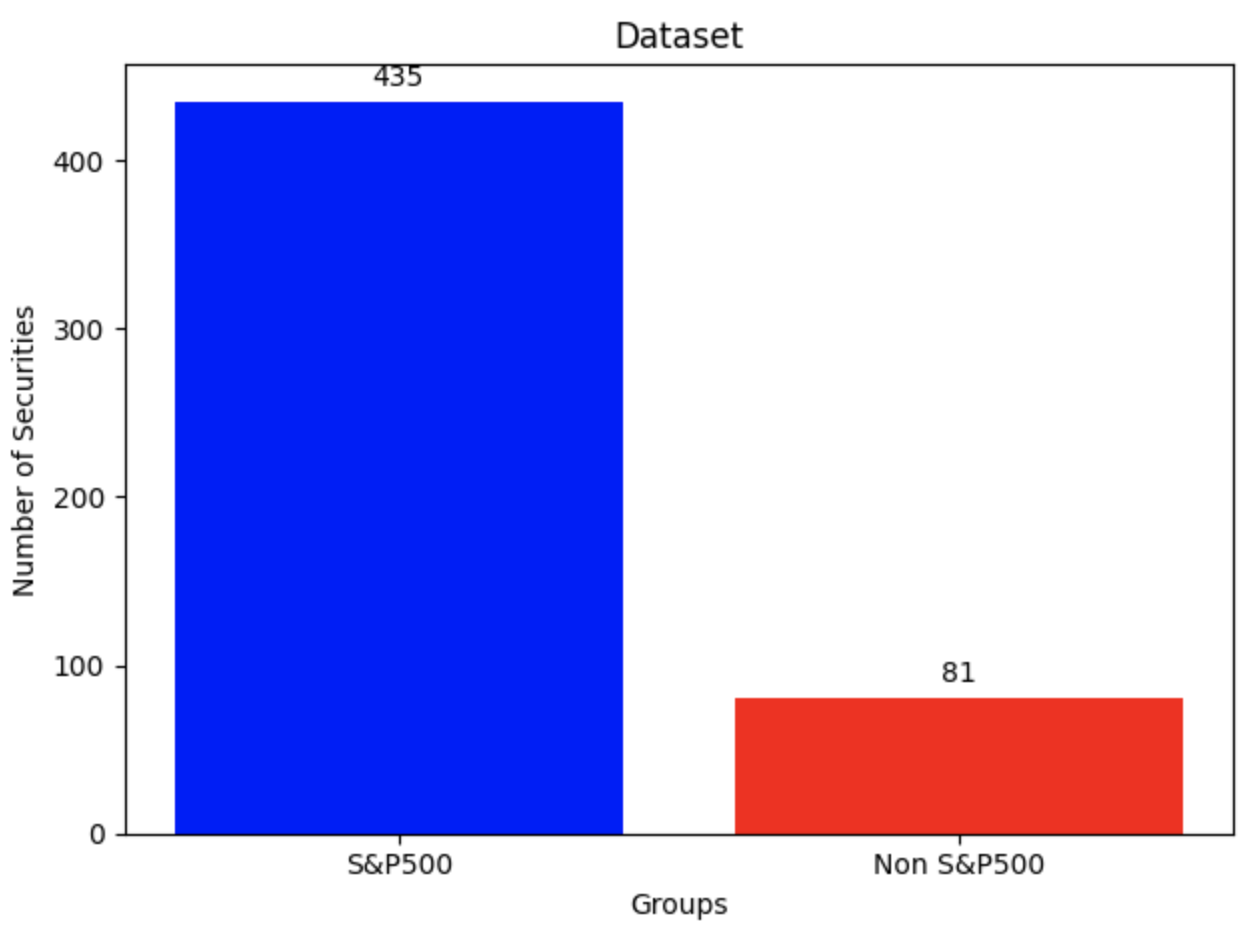 Dataset
435
400
300
200
100
0
81
Number of Securities
S&P500
Non S&P500
Groups